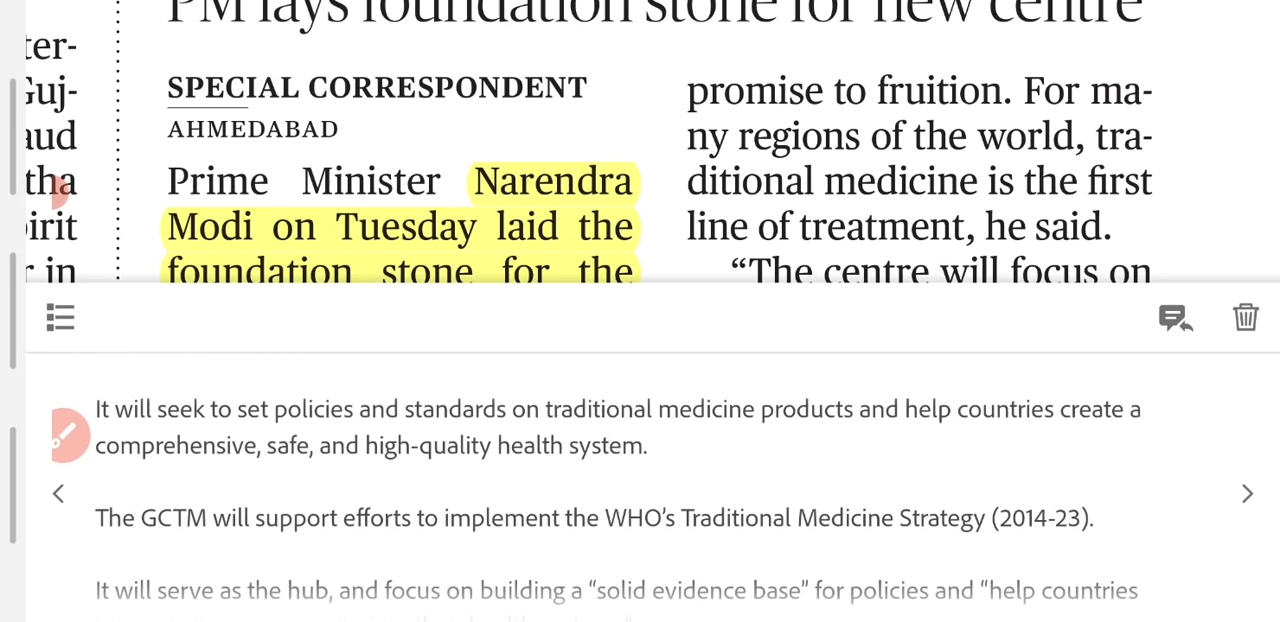 PM lays foundation stone for new centre
ter-
Guj-
aud
tha
irit
r in
SPECIAL CORRESPONDENT
AHMEDABAD
Prime Minister Narendra
Modi on Tuesday laid the
foundation stone for the
promise to fruition. For ma-
ny regions of the world, tra-
ditional medicine is the first
line of treatment, he said.
“The centre will focus on
It will seek to set policies and standards on traditional medicine products and help countries create a
comprehensive, safe, and high-quality health system.
The GCTM will support efforts to implement the WHO’s Traditional Medicine Strategy (2014-23).
It will serve as the hub, and focus on building a “solid evidence base” for policies and “help countries